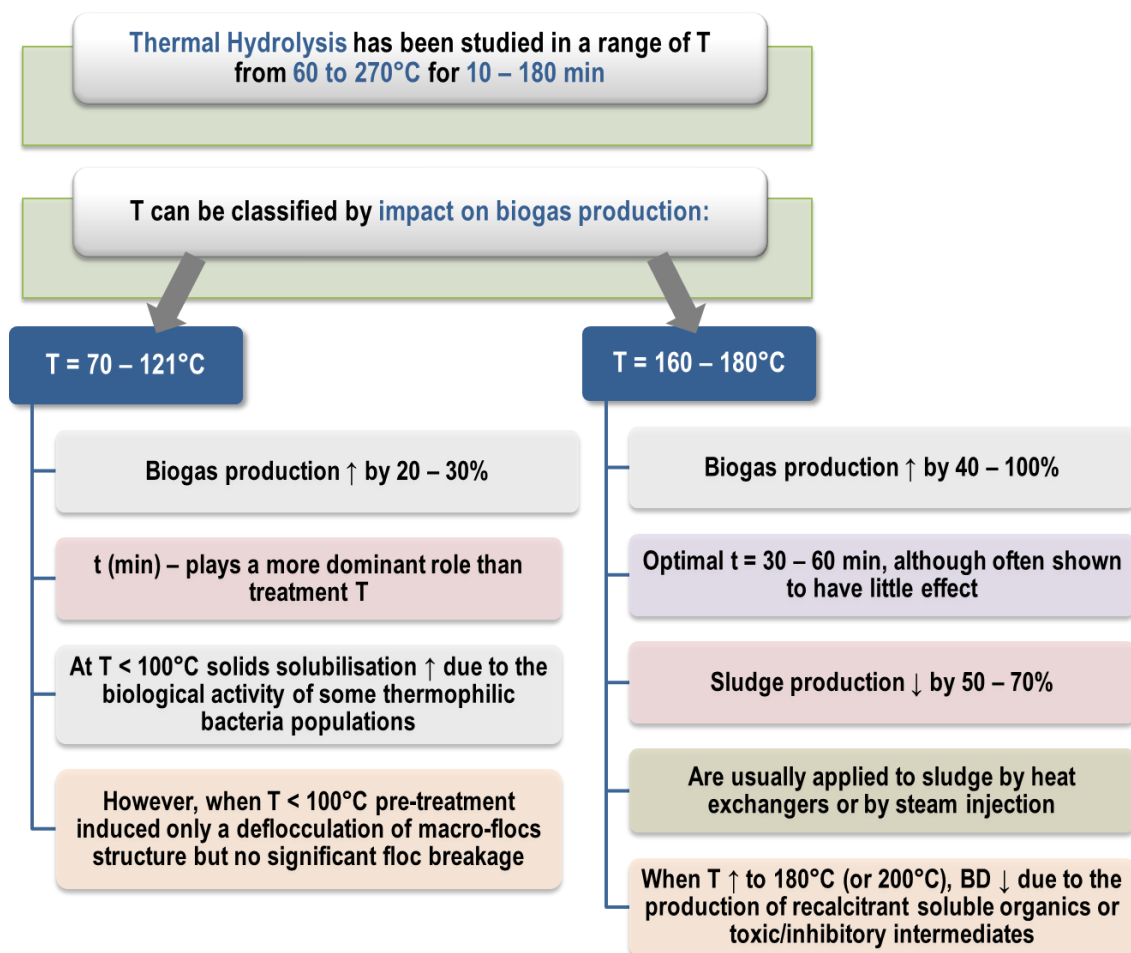 Thermal Hydrolysis has been studied in a range of T
from 60 to 270°C for 10 – 180 min
T can be classified by impact on biogas production:
T = 70 – 121°C
Biogas production ↑ by 20 – 30%
t (min) – plays a more dominant role than
treatment T
At T < 100°C solids solubilisation ↑ due to the
biological activity of some thermophilic
bacteria populations
However, when T < 100°C pre-treatment
induced only a deflocculation of macro-flocs
structure but no significant floc breakage
T = 160 – 180°C
Biogas production ↑ by 40 – 100%
Optimal t = 30 – 60 min, although often shown
to have little effect
Sludge production ↓ by 50 – 70%
Are usually applied to sludge by heat
exchangers or by steam injection
When T ↑ to 180°C (or 200°C), BD ↓ due to the
production of recalcitrant soluble organics or
toxic/inhibitory intermediates